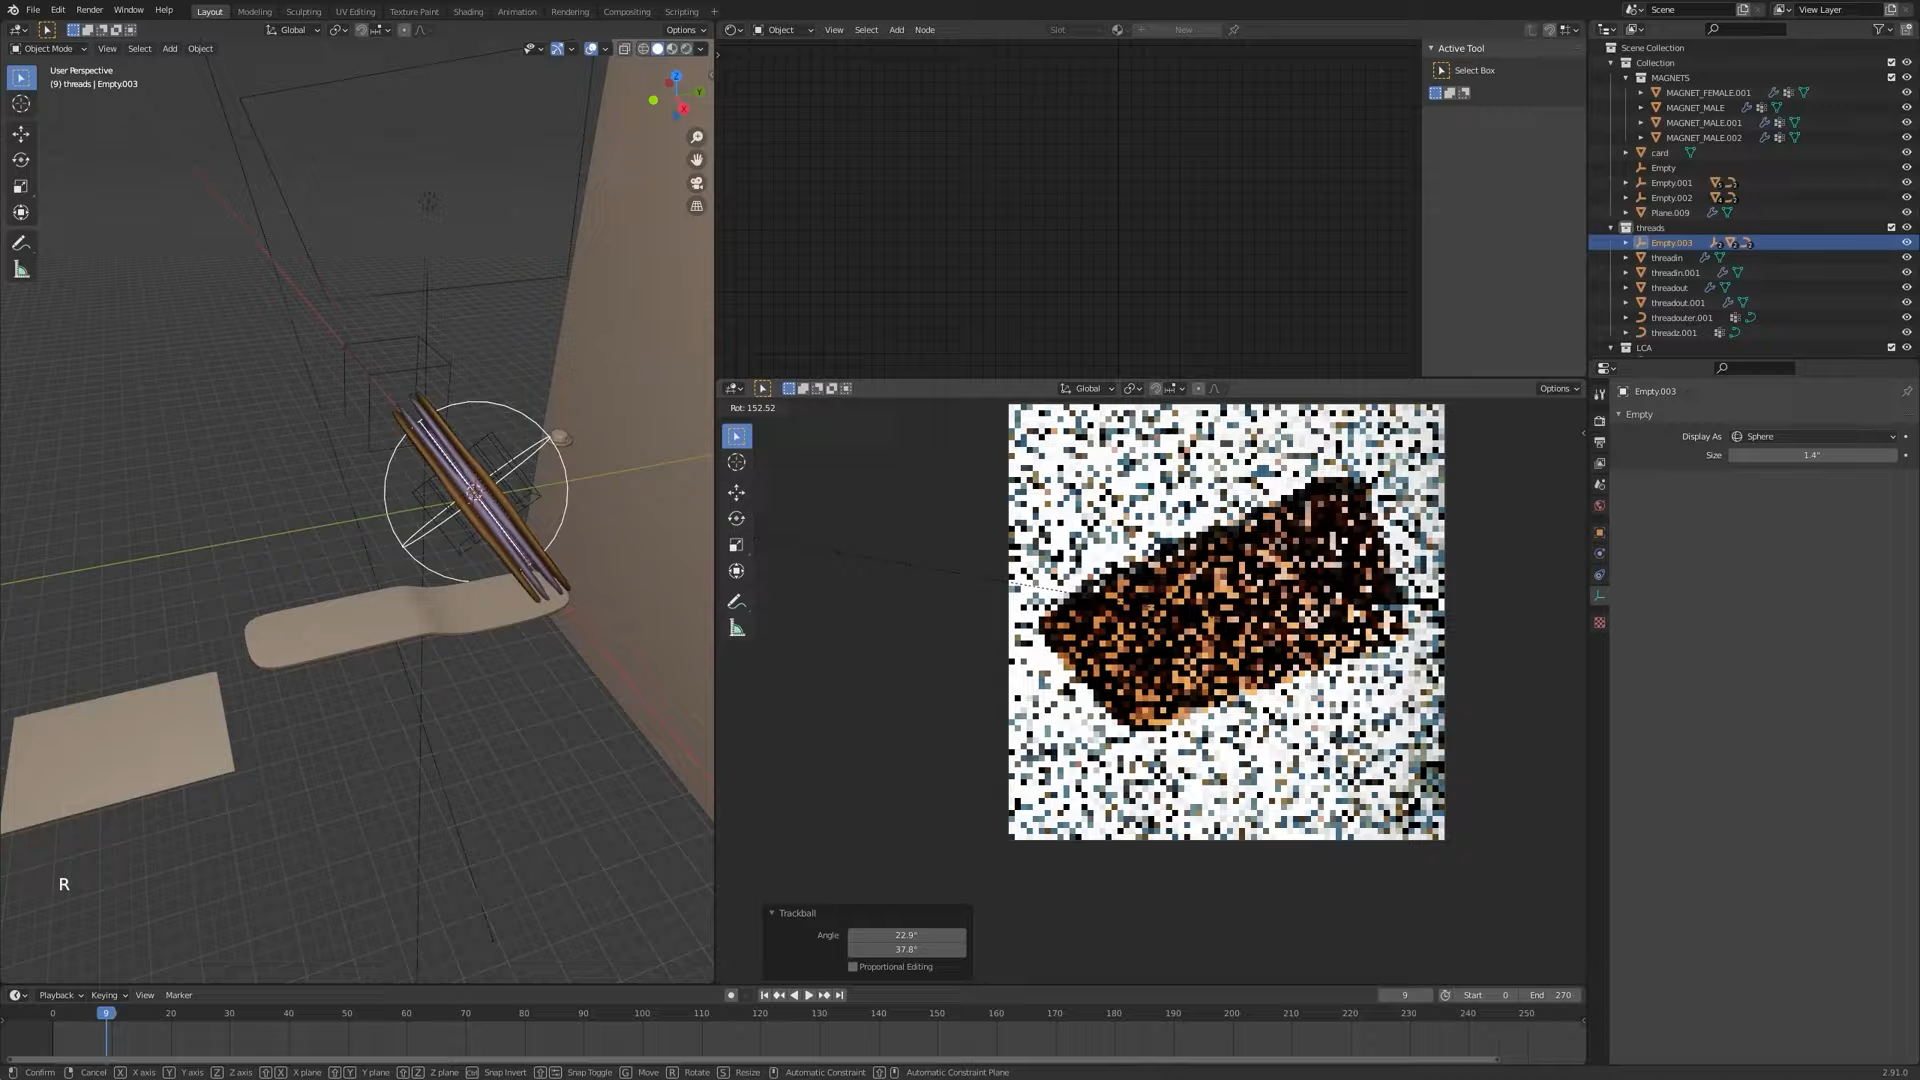 File Edit Render Window Help Layout Modeling Sculpting UV Editing Texture Paint Shading Animation Rendering Compositing Scripting + Scene View Layer
Global Options
Object Mode View Select Add Object
User Perspective
(9) threads | Empty.003
Z
Y
X
R
Object View Select Add Node Slot New
Active Tool
Select Box
Global Options
Rot: 152.52
Trackball
Angle 22.9°
37.8°
Proportional Editing
Scene Collection
Collection
MAGNETS
MAGNET_FEMALE.001
MAGNET_MALE
MAGNET_MALE.001
MAGNET_MALE.002
card
Empty
Empty.001
Empty.002
Plane.009
threads
Empty.003
threadin
threadin.001
threadout
threadout.001
threadouter.001
threadz.001
LCA
Empty.003
Empty
Display As Sphere
Size 1.4"
Playback Keying View Marker 9 Start 0 End 270
0 9 20 30 40 50 60 70 80 90 100 110 120 130 140 150 160 170 180 190 200 210 220 230 240 250
Confirm Cancel X X axis Y Y axis Z Z axis X X plane Y Y plane Z Z plane Ctrl Snap Invert Snap Toggle G Move R Rotate S Resize Automatic Constraint Automatic Constraint Plane 2.91.0